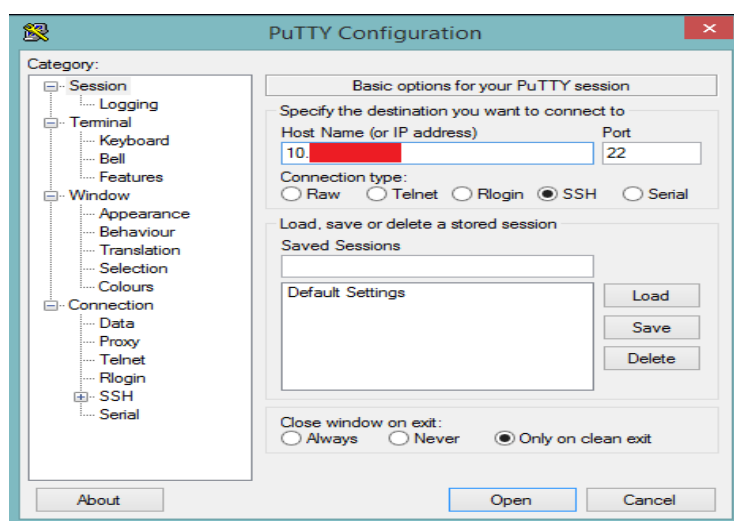 PuTTY Configuration
Category:
Session
Logging
Terminal
Keyboard
Bell
Features
Window
Appearance
Behaviour
Translation
Selection
Colours
Connection
Data
Proxy
Telnet
Rlogin
SSH
Serial
Basic options for your PuTTY session
Specify the destination you want to connect to
Host Name (or IP address) Port
10. 22
Connection type:
Raw Telnet Rlogin SSH Serial
Load, save or delete a stored session
Saved Sessions
Default Settings
Load
Save
Delete
Close window on exit:
Always Never Only on clean exit
About Open Cancel